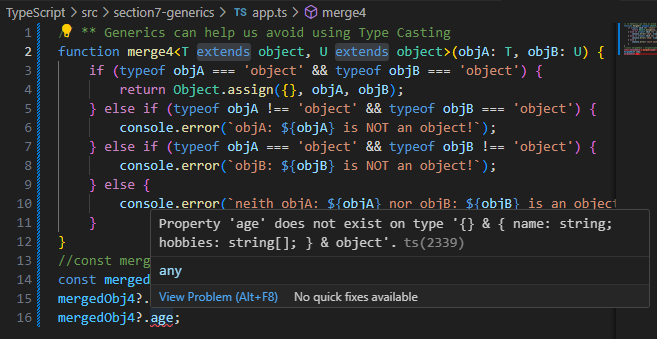 TypeScript > src > section7-generics > TS app.ts > merge4
1 // ** Generics can help us avoid using Type Casting
2 function merge4<T extends object, U extends object>(objA: T, objB: U) {
3 if (typeof objA === 'object' && typeof objB === 'object') {
4 return Object.assign({}, objA, objB);
5 } else if (typeof objA !== 'object' && typeof objB === 'object') {
6 console.error(`objA: ${objA} is NOT an object!`);
7 } else if (typeof objA === 'object' && typeof objB !== 'object') {
8 console.error(`objB: ${objB} is NOT an object!`);
9 } else {
10 console.error(`neith objA: ${objA} nor objB: ${objB} is an object
11 }
Property 'age' does not exist on type '{} & { name: string;
hobbies: string[]; } & object'. ts(2339)
any
View Problem (Alt+F8) No quick fixes available
12 }
13 //const merg
14 const merged
15 mergedObj4?.
16 mergedObj4?.age;